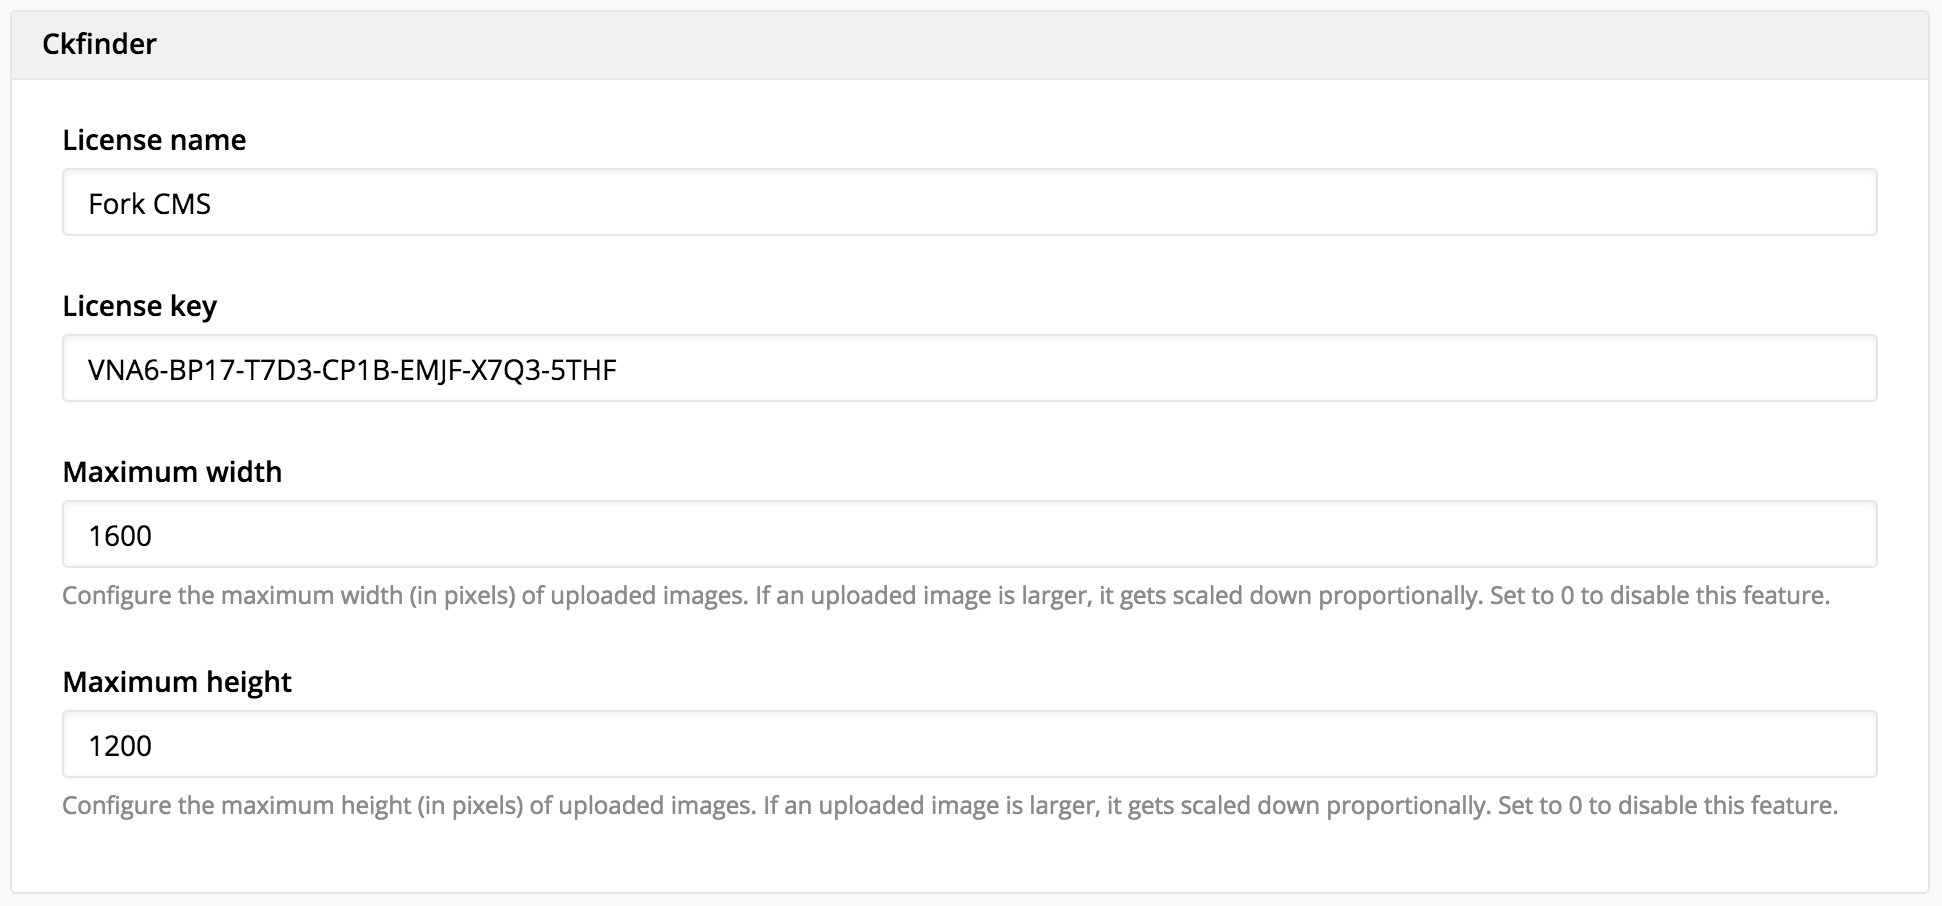 Ckfinder
License name
Fork CMS
License key
VNA6-BP17-T7D3-CP1B-EMJF-X7Q3-5THF
Maximum width
1600
Configure the maximum width (in pixels) of uploaded images. If an uploaded image is larger, it gets scaled down proportionally. Set to 0 to disable this feature.
Maximum height
1200
Configure the maximum height (in pixels) of uploaded images. If an uploaded image is larger, it gets scaled down proportionally. Set to 0 to disable this feature.